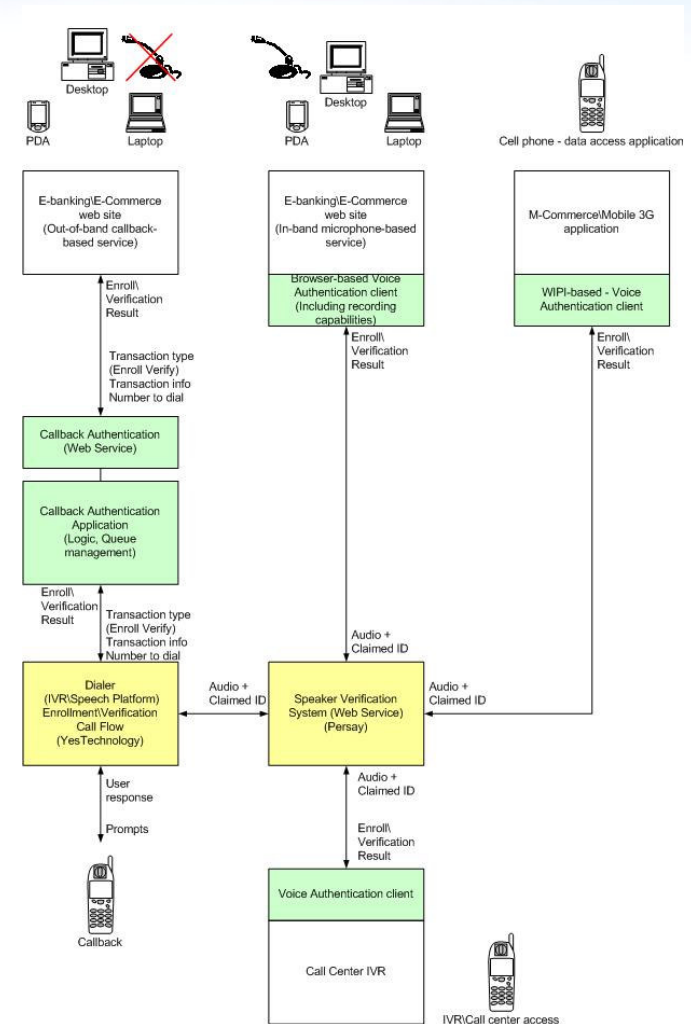 Desktop
PDA
Laptop
Desktop
PDA
Laptop
Cell phone - data access application
E-banking\E-Commerce
web site
(Out-of-band callback-
based service)
E-banking\E-Commerce
web site
(In-band microphone-based
service)
Browser-based Voice
Authentication client
(Including recording
capabilities)
M-Commerce\Mobile 3G
application
WIPI-based - Voice
Authentication client
Enroll\
Verification
Result
Transaction type
(Enroll Verify)
Transaction info
Number to dial
Enroll\
Verification
Result
Enroll\
Verification
Result
Callback Authentication
(Web Service)
Callback Authentication
Application
(Logic, Queue
management)
Enroll\
Verification
Result
Transaction type
(Enroll Verify)
Transaction info
Number to dial
Audio +
Claimed ID
Dialer
(IVR\Speech Platform)
Enrollment\Verification
Call Flow
(YesTechnology)
Audio +
Claimed ID
Speaker Verification
System (Web Service)
(Persay)
Audio +
Claimed ID
User
response
Prompts
Callback
Audio +
Claimed ID
Enroll\
Verification
Result
Voice Authentication client
Call Center IVR
IVR\Call center access